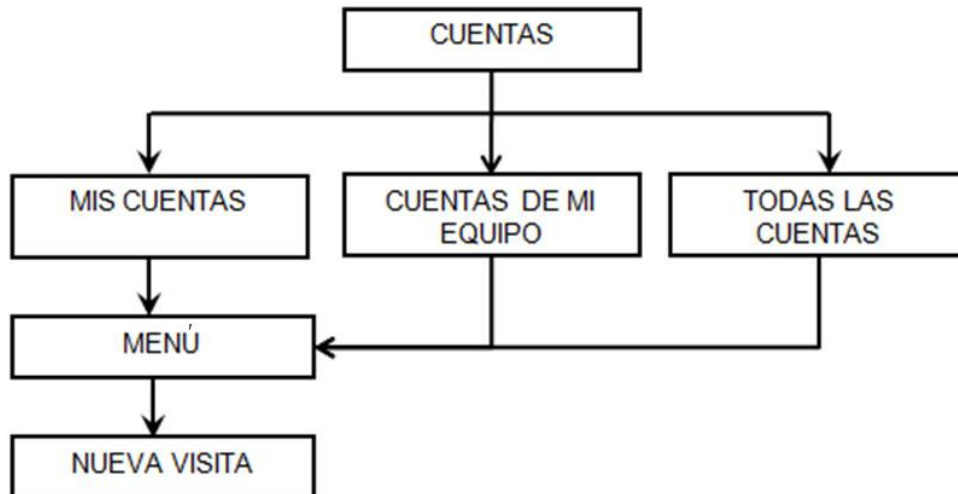 CUENTAS
MIS CUENTAS
CUENTAS DE MI
EQUIPO
TODAS LAS
CUENTAS
MENÚ
NUEVA VISITA